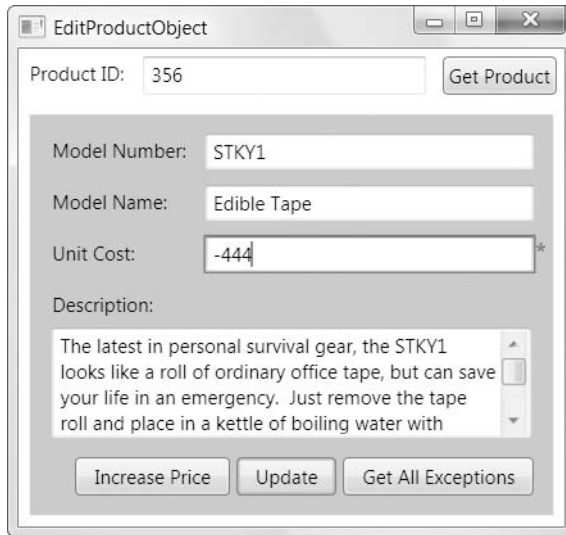 EditProductObject
Product ID: 356 Get Product
Model Number: STKY1
Model Name: Edible Tape
Unit Cost: -444 *
Description:
The latest in personal survival gear, the STKY1
looks like a roll of ordinary office tape, but can save
your life in an emergency. Just remove the tape
roll and place in a kettle of boiling water with
Increase Price Update Get All Exceptions